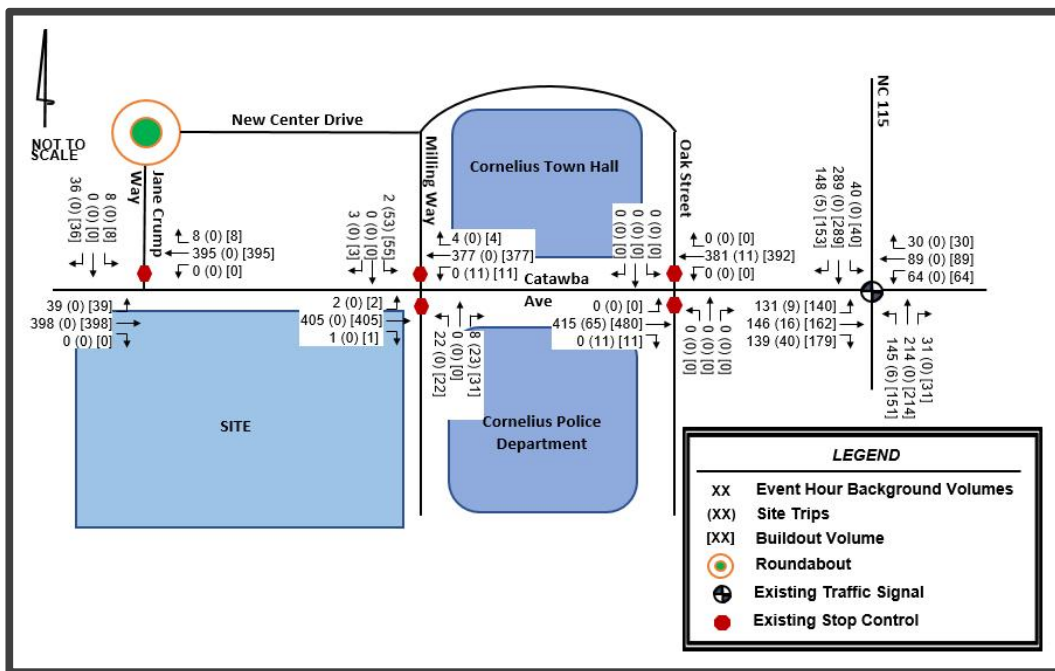 NOT TO
SCALE
New Center Drive
Jane Crump
Way
Milling Way
Cornelius Town Hall
Oak Street
NC 115
36 (0) [36]
0 (0) [0]
8 (0) [8]
8 (0) [8]
395 (0) [395]
0 (0) [0]
39 (0) [39]
398 (0) [398]
0 (0) [0]
3 (0) [3]
0 (0) [0]
2 (53) [55]
4 (0) [4]
377 (0) [377]
0 (11) [11]
Catawba
Ave
2 (0) [2]
405 (0) [405]
1 (0) [1]
22 (0) [22]
0 (0) [0]
8 (23) [31]
0 (0) [0]
0 (0) [0]
0 (0) [0]
0 (0) [0]
381 (11) [392]
0 (0) [0]
0 (0) [0]
415 (65) [480]
0 (11) [11]
0 (0) [0]
0 (0) [0]
0 (0) [0]
148 (5) [153]
289 (0) [289]
40 (0) [40]
30 (0) [30]
89 (0) [89]
64 (0) [64]
131 (9) [140]
146 (16) [162]
139 (40) [179]
145 (6) [151]
214 (0) [214]
31 (0) [31]
SITE
Cornelius Police
Department
LEGEND
XX Event Hour Background Volumes
(XX) Site Trips
[XX] Buildout Volume
Roundabout
Existing Traffic Signal
Existing Stop Control